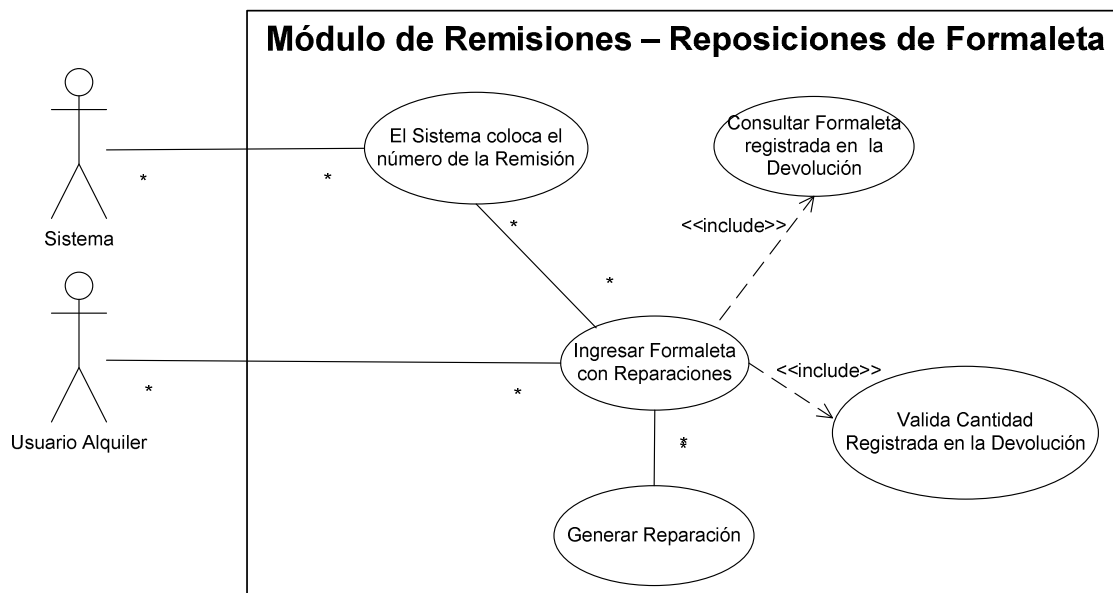 Módulo de Remisiones – Reposiciones de Formaleta
El Sistema coloca el
número de la Remisión
Consultar Formaleta
registrada en la
Devolución
*
*
Sistema
*
<<include>>
*
Ingresar Formaleta
con Reparaciones
<<include>>
*
*
Usuario Alquiler
Valida Cantidad
Registrada en la Devolución
*
*
Generar Reparación